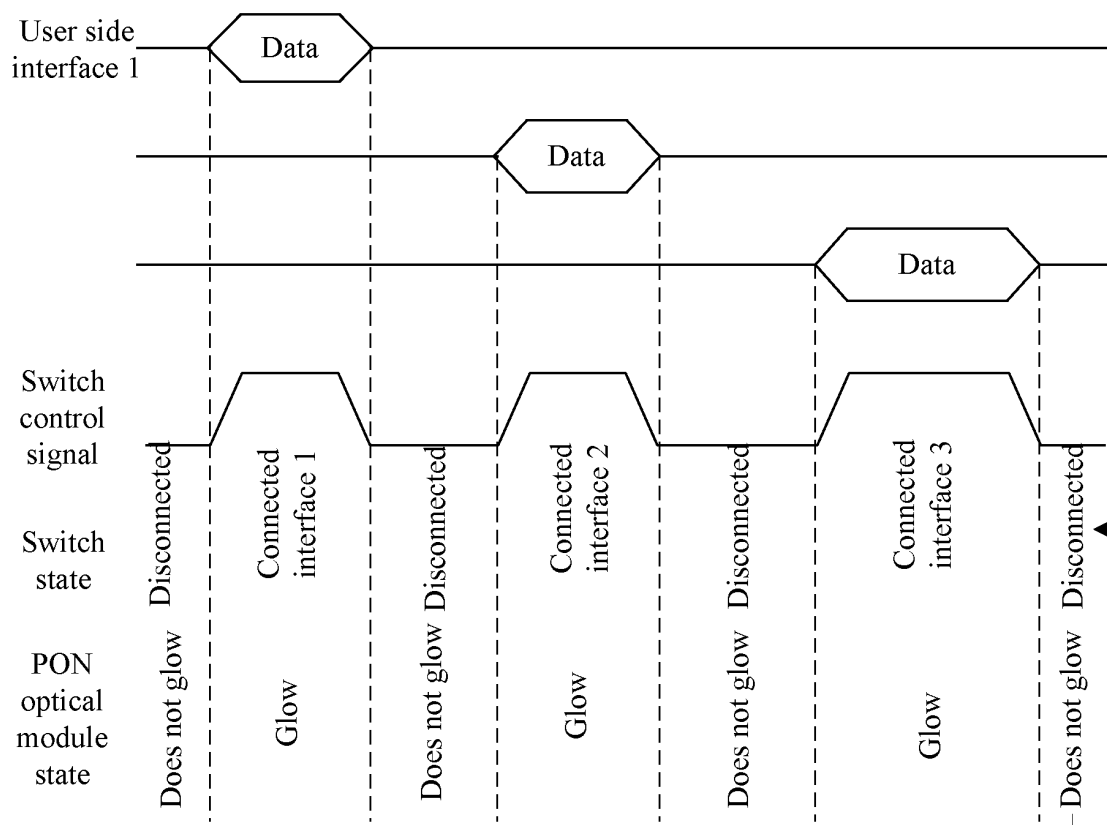 User side
interface 1
Data
Data
Data
Switch
control
signal
Switch
state
Disconnected
Connected
interface 1
Disconnected
Connected
interface 2
Disconnected
Connected
interface 3
Disconnected
PON
optical
module
state
Does not glow
Glow
Does not glow
Glow
Does not glow
Glow
Does not glow